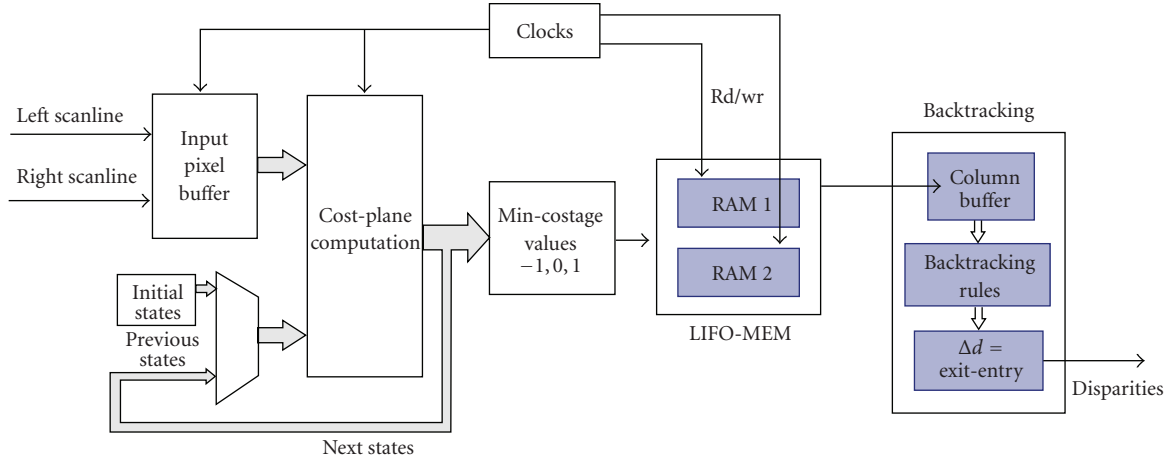 Clocks
Left scanline
Right scanline
Input
pixel
buffer
Cost-plane
computation
Initial
states
Previous
states
Next states
Min-costage
values
−1, 0, 1
Rd/wr
RAM 1
RAM 2
LIFO-MEM
Backtracking
Column
buffer
Backtracking
rules
Δd =
exit-entry
Disparities